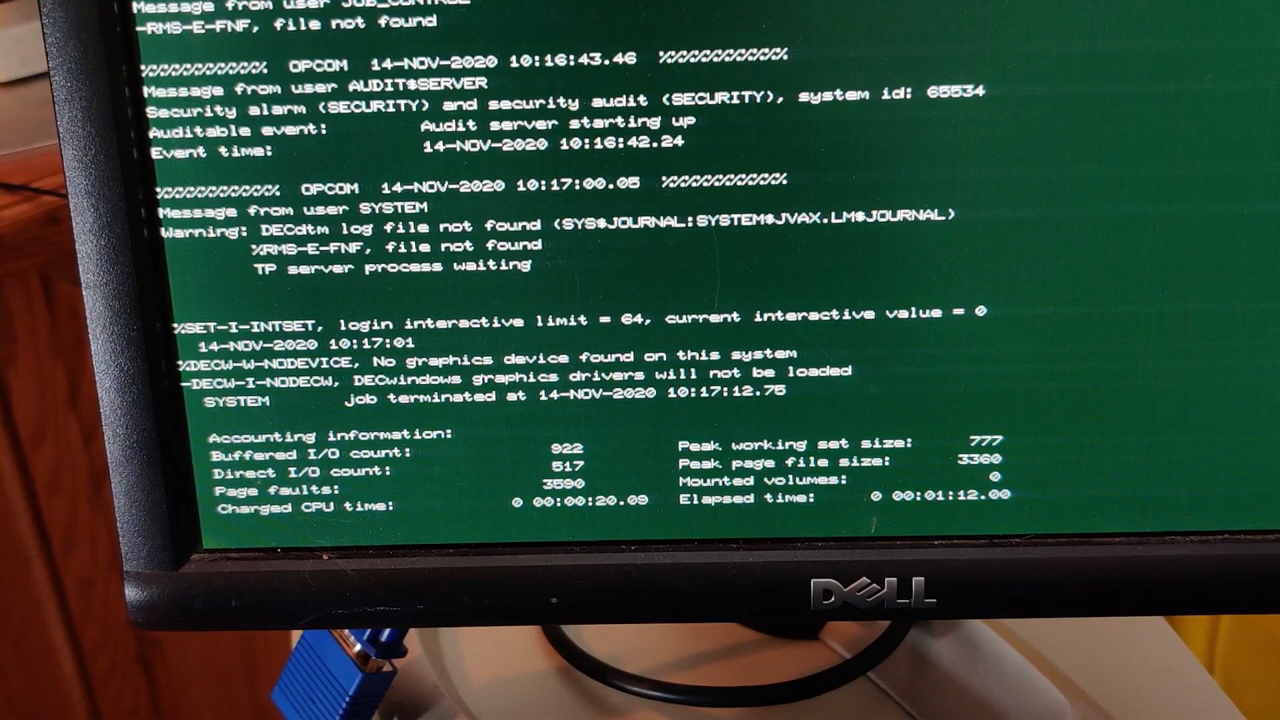 Message from user JOB_CONTROL
-RMS-E-FNF, file not found
%%%%%%%%%%% OPCOM 14-NOV-2020 10:16:43.46 %%%%%%%%%%%
Message from user AUDIT$SERVER
Security alarm (SECURITY) and security audit (SECURITY), system id: 65534
Auditable event: Audit server starting up
Event time: 14-NOV-2020 10:16:42.24
%%%%%%%%%%% OPCOM 14-NOV-2020 10:17:00.05 %%%%%%%%%%%
Message from user SYSTEM
Warning: DECdtm log file not found (SYS$JOURNAL:SYSTEM$JVAX.LM$JOURNAL)
%RMS-E-FNF, file not found
TP server process waiting
%SET-I-INTSET, login interactive limit = 64, current interactive value = 0
14-NOV-2020 10:17:01
%DECW-W-NODEVICE, No graphics device found on this system
-DECW-I-NODECW, DECwindows graphics drivers will not be loaded
SYSTEM job terminated at 14-NOV-2020 10:17:12.75
Accounting information:
Buffered I/O count: 922 Peak working set size: 777
Direct I/O count: 517 Peak page file size: 3360
Page faults: 3590 Mounted volumes: 0
Charged CPU time: 0 00:00:20.09 Elapsed time: 0 00:01:12.00
DELL